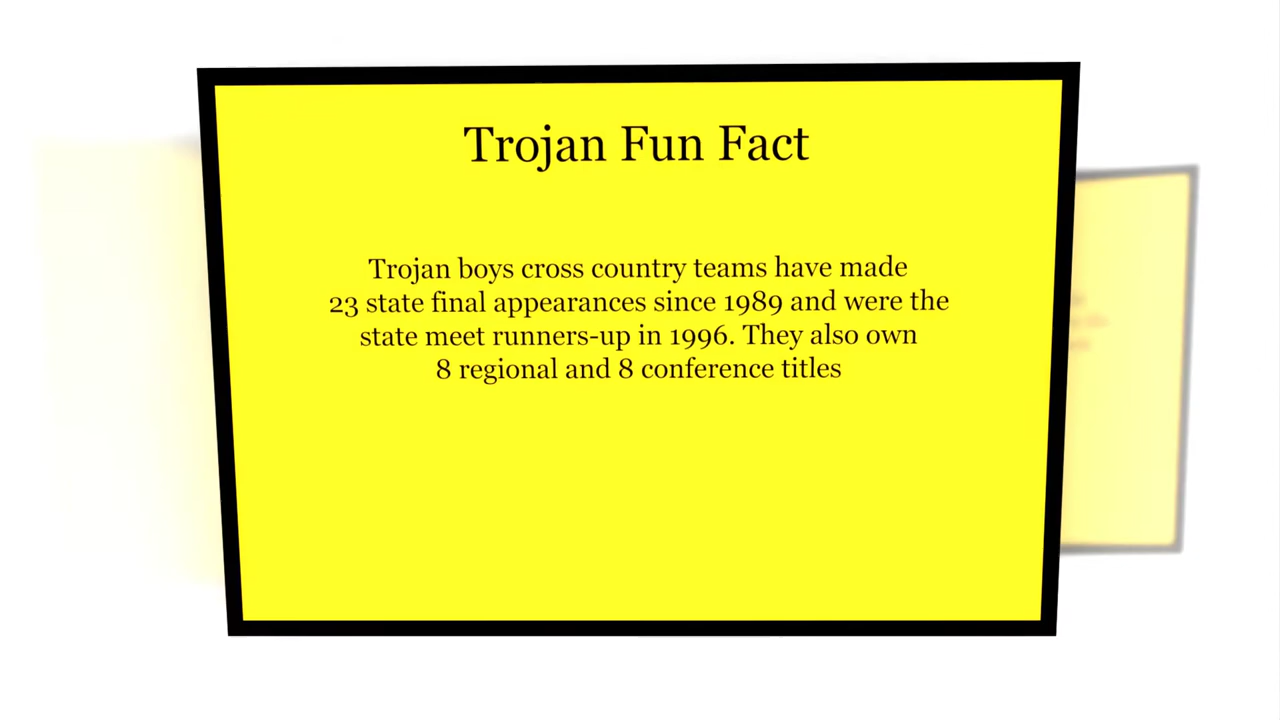 Trojan Fun Fact
Trojan boys cross country teams have made
23 state final appearances since 1989 and were the
state meet runners-up in 1996. They also own
8 regional and 8 conference titles